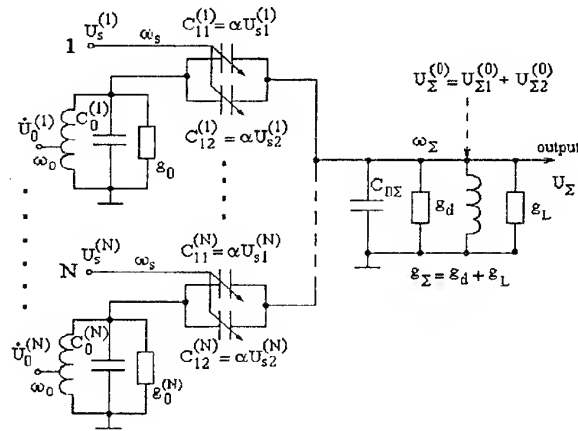 1
U_s^(1)
ω_s
C_11^(1) = αU_s1^(1)
U̇_0^(1)
ω_0
C_0^(1)
g_0
C_12^(1) = αU_s2^(1)
U_Σ^(0) = U_Σ1^(0) + U_Σ2^(0)
ω_Σ
output
U_Σ
C_ПΣ
g_d
g_L
g_Σ = g_d + g_L
N
U_s^(N)
ω_s
C_11^(N) = αU_s1^(N)
U̇_0^(N)
ω_0
C_0^(N)
g_0^(N)
C_12^(N) = αU_s2^(N)